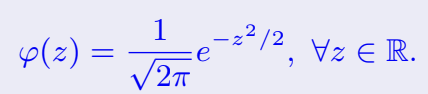 φ(z) = \frac{1}{\sqrt{2π}} e^{-z^2/2}, ∀z ∈ ℝ.